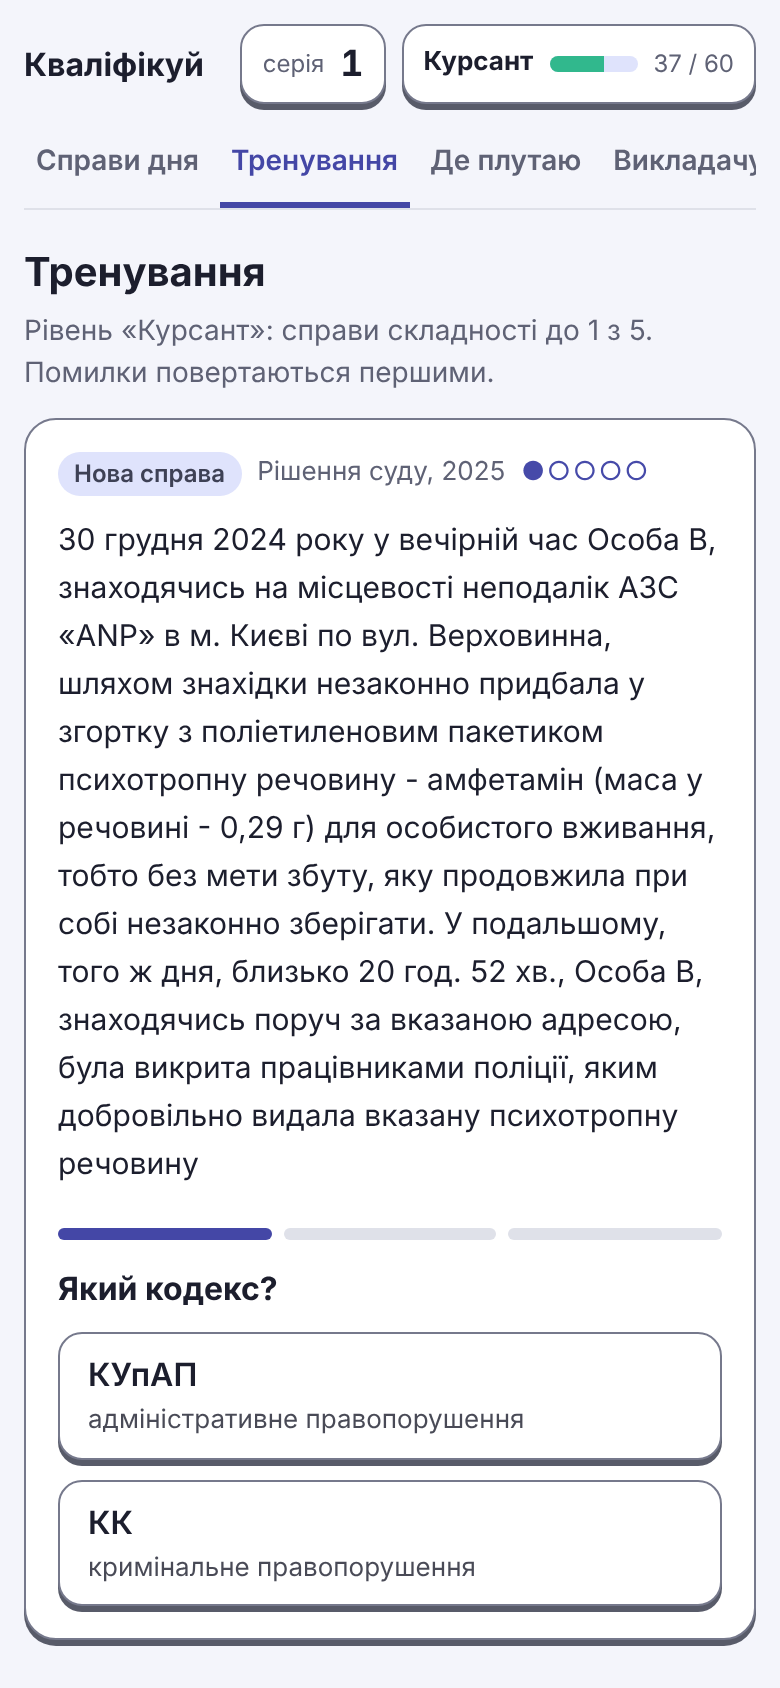 Кваліфікуй
серія 1
Курсант 37 / 60
Справи дня Тренування Де плутаю Викладачу
Тренування
Рівень «Курсант»: справи складності до 1 з 5.
Помилки повертаються першими.
Нова справа Рішення суду, 2025
30 грудня 2024 року у вечірній час Особа В,
знаходячись на місцевості неподалік АЗС
«ANP» в м. Києві по вул. Верховинна,
шляхом знахідки незаконно придбала у
згортку з поліетиленовим пакетиком
психотропну речовину - амфетамін (маса у
речовині - 0,29 г) для особистого вживання,
тобто без мети збуту, яку продовжила при
собі незаконно зберігати. У подальшому,
того ж дня, близько 20 год. 52 хв., Особа В,
знаходячись поруч за вказаною адресою,
була викрита працівниками поліції, яким
добровільно видала вказану психотропну
речовину
Який кодекс?
КУпАП
адміністративне правопорушення
КК
кримінальне правопорушення